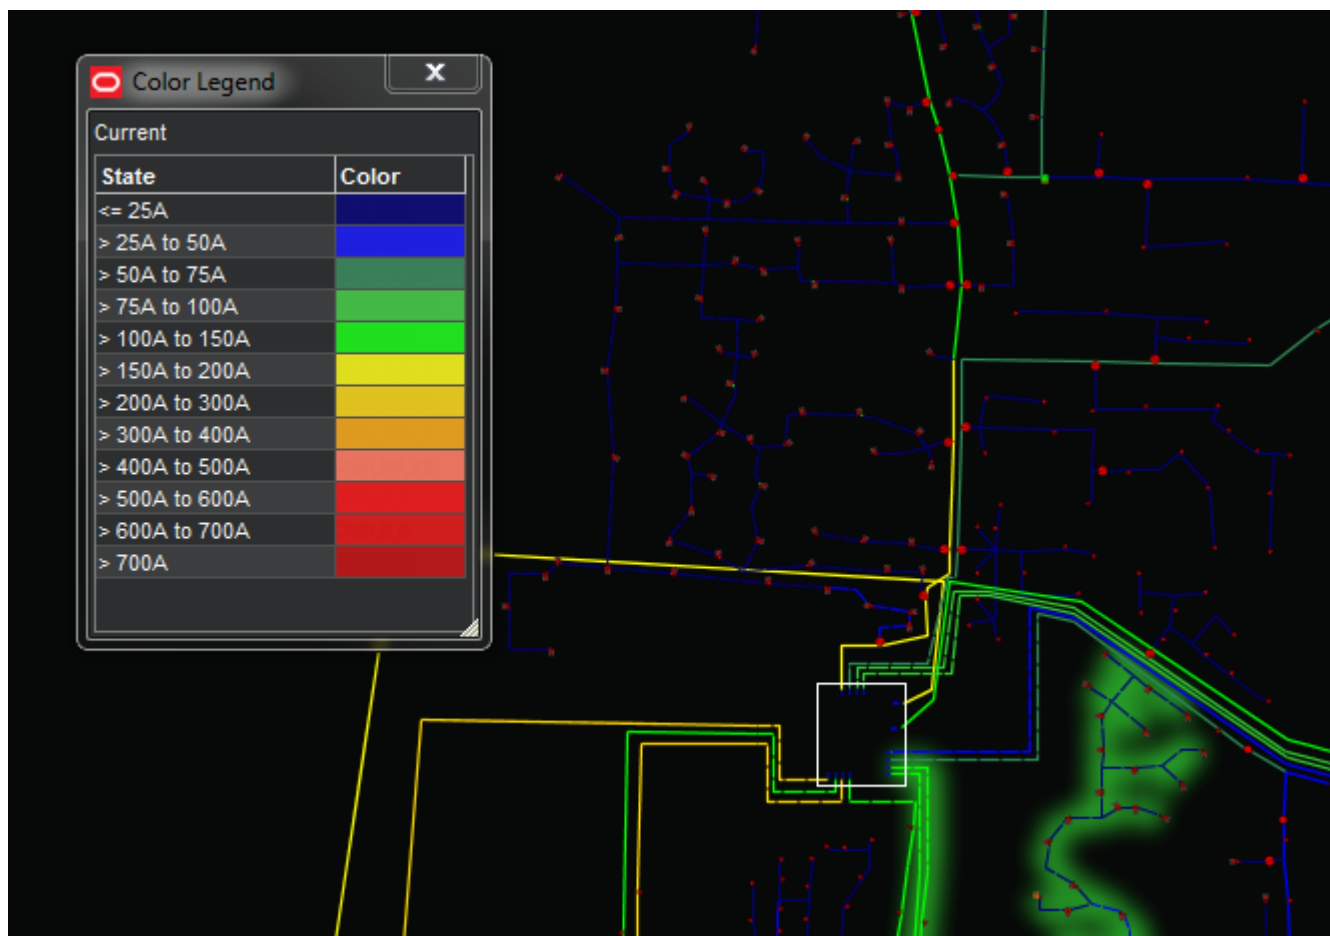 Color Legend
X
Current
State Color
<= 25A
> 25A to 50A
> 50A to 75A
> 75A to 100A
> 100A to 150A
> 150A to 200A
> 200A to 300A
> 300A to 400A
> 400A to 500A
> 500A to 600A
> 600A to 700A
> 700A